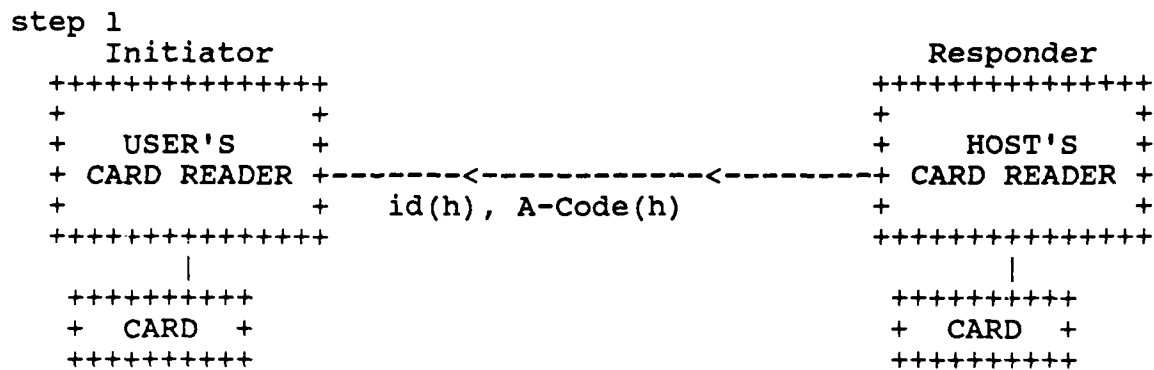 step 1
Initiator Responder
USER'S HOST'S
CARD READER CARD READER
id(h), A-Code(h)
CARD CARD